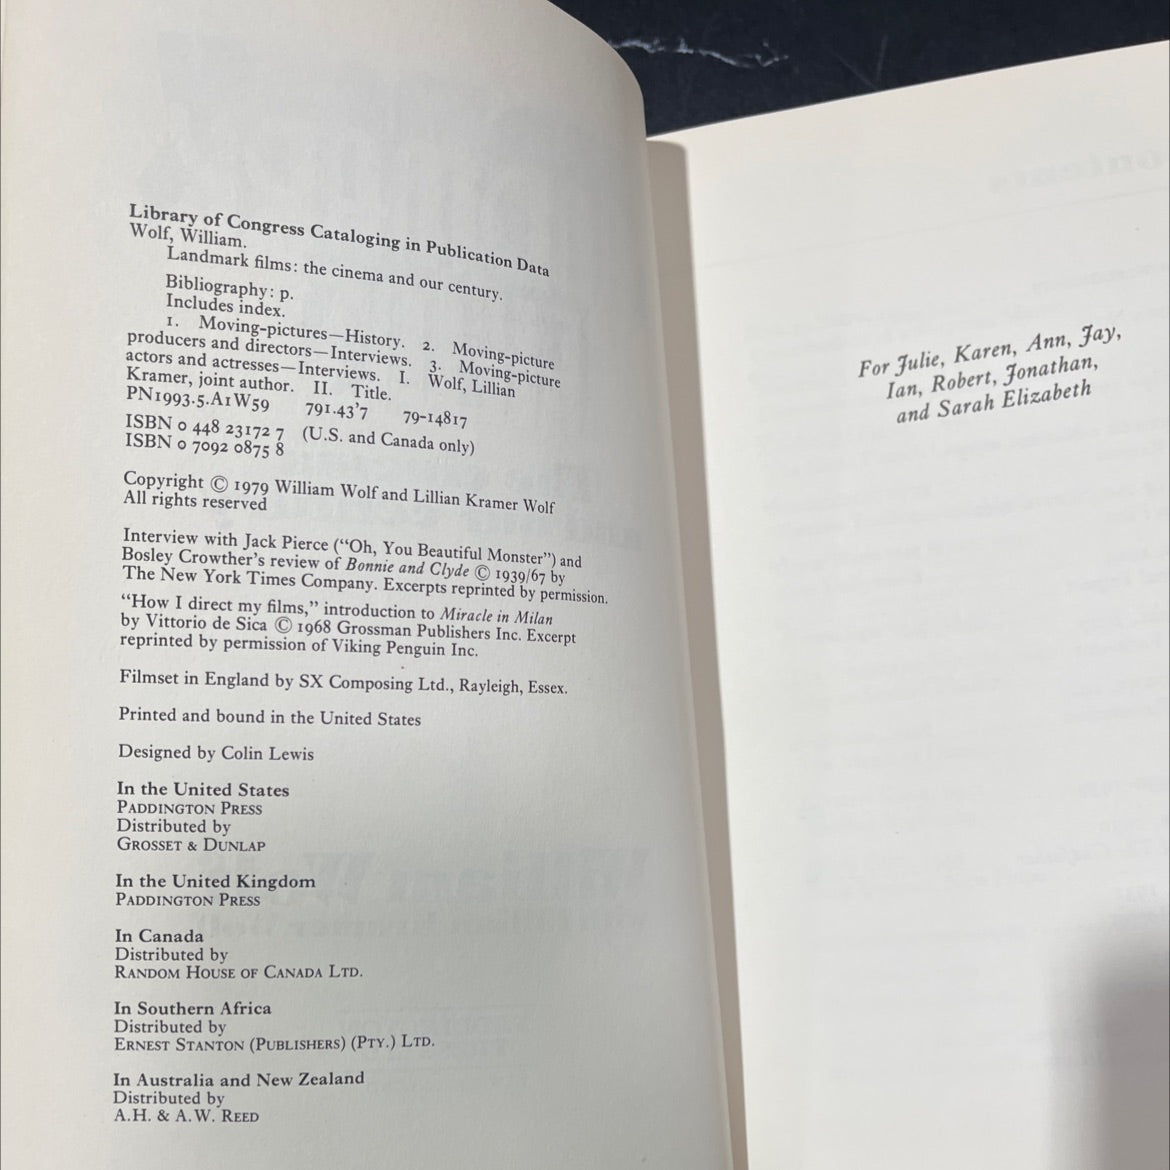 Library of Congress Cataloging in Publication Data
Wolf, William.
Landmark films: the cinema and our century.
Bibliography: p.
Includes index.
1. Moving-pictures—History. 2. Moving-picture
producers and directors—Interviews. 3. Moving-picture
actors and actresses—Interviews. I. Wolf, Lillian
Kramer, joint author. II. Title.
PN1993.5.A1W59 791.43'7 79-14817
ISBN 0 448 23172 7 (U.S. and Canada only)
ISBN 0 7092 0875 8
Copyright © 1979 William Wolf and Lillian Kramer Wolf
All rights reserved
Interview with Jack Pierce (“Oh, You Beautiful Monster”) and
Bosley Crowther's review of Bonnie and Clyde © 1939/67 by
The New York Times Company. Excerpts reprinted by permission.
“How I direct my films,” introduction to Miracle in Milan
by Vittorio de Sica © 1968 Grossman Publishers Inc. Excerpt
reprinted by permission of Viking Penguin Inc.
Filmset in England by SX Composing Ltd., Rayleigh, Essex.
Printed and bound in the United States
Designed by Colin Lewis
In the United States
PADDINGTON PRESS
Distributed by
GROSSET & DUNLAP
In the United Kingdom
PADDINGTON PRESS
In Canada
Distributed by
RANDOM HOUSE OF CANADA LTD.
In Southern Africa
Distributed by
ERNEST STANTON (PUBLISHERS) (PTY.) LTD.
In Australia and New Zealand
Distributed by
A.H. & A.W. REED
For Julie, Karen, Ann, Jay,
Ian, Robert, Jonathan,
and Sarah Elizabeth